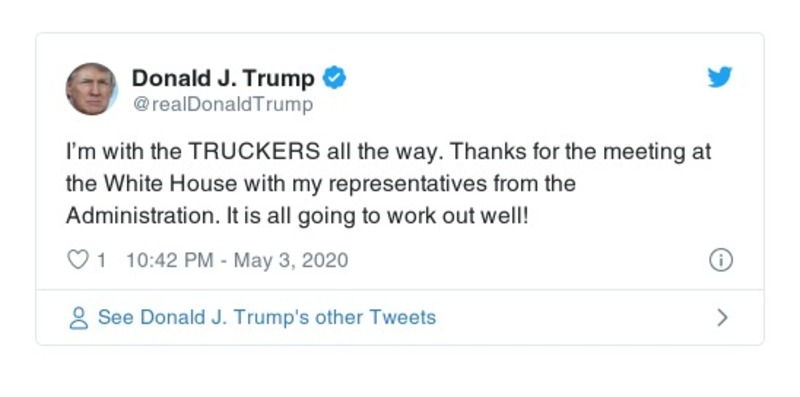 Donald J. Trump
@realDonaldTrump
I’m with the TRUCKERS all the way. Thanks for the meeting at
the White House with my representatives from the
Administration. It is all going to work out well!
1 10:42 PM - May 3, 2020
See Donald J. Trump's other Tweets